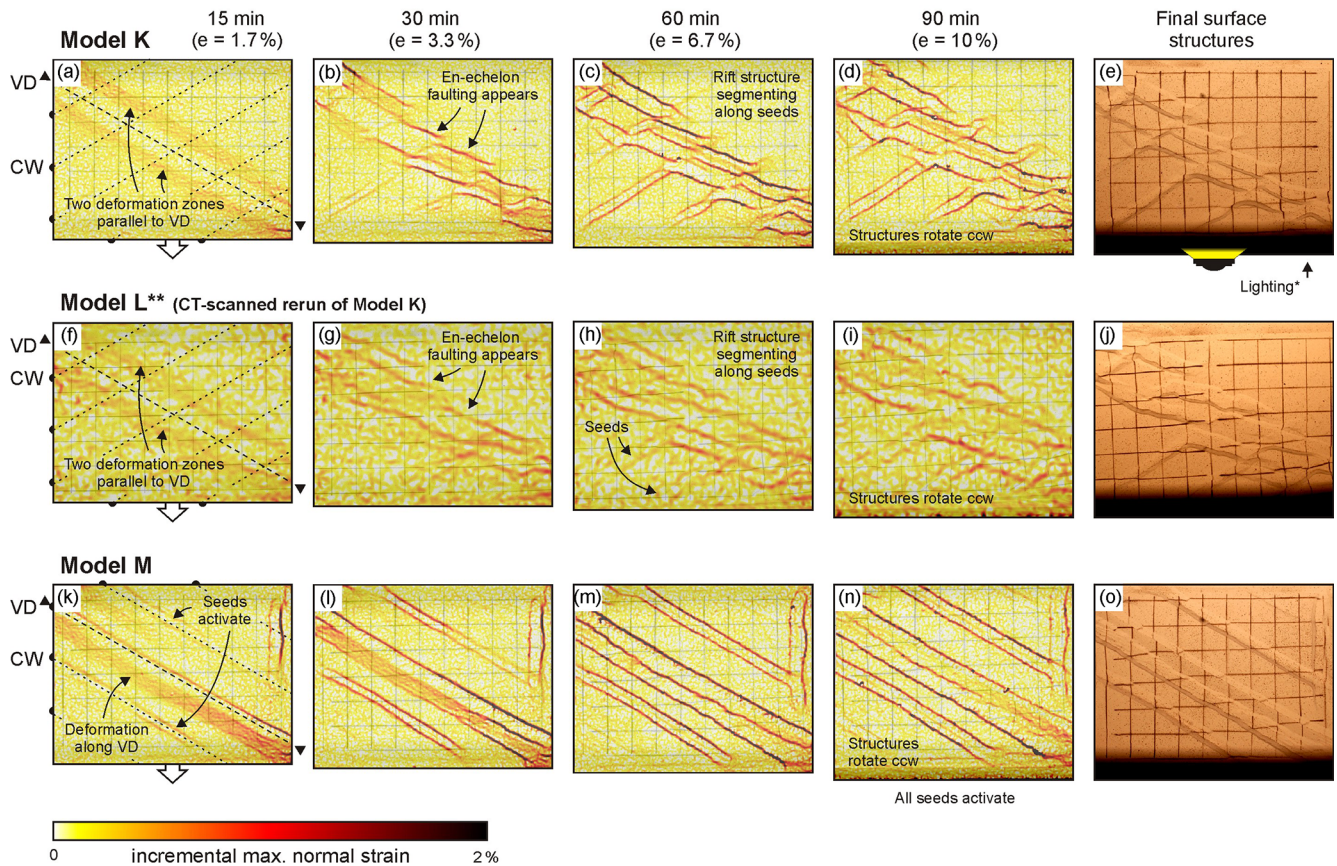 15 min
30 min
60 min
90 min
Final surface
Model K
(e = 1.7 %)
(e = 3.3 %)
(e = 6.7 %)
(e = 10 %)
structures
(a)
(b)
(c)
(d)
(e)
VD
CW
Two deformation zones
parallel to VD
En-echelon
faulting appears
Rift structure
segmenting
along seeds
Structures rotate ccw
Lighting*
Model L** (CT-scanned rerun of Model K)
(f)
(g)
(h)
(i)
(j)
VD
CW
Two deformation zones
parallel to VD
En-echelon
faulting appears
Rift structure
segmenting
along seeds
Seeds
Structures rotate ccw
Model M
(k)
(l)
(m)
(n)
(o)
VD
CW
Seeds
activate
Deformation
along VD
Structures
rotate ccw
All seeds activate
0
incremental max. normal strain
2 %